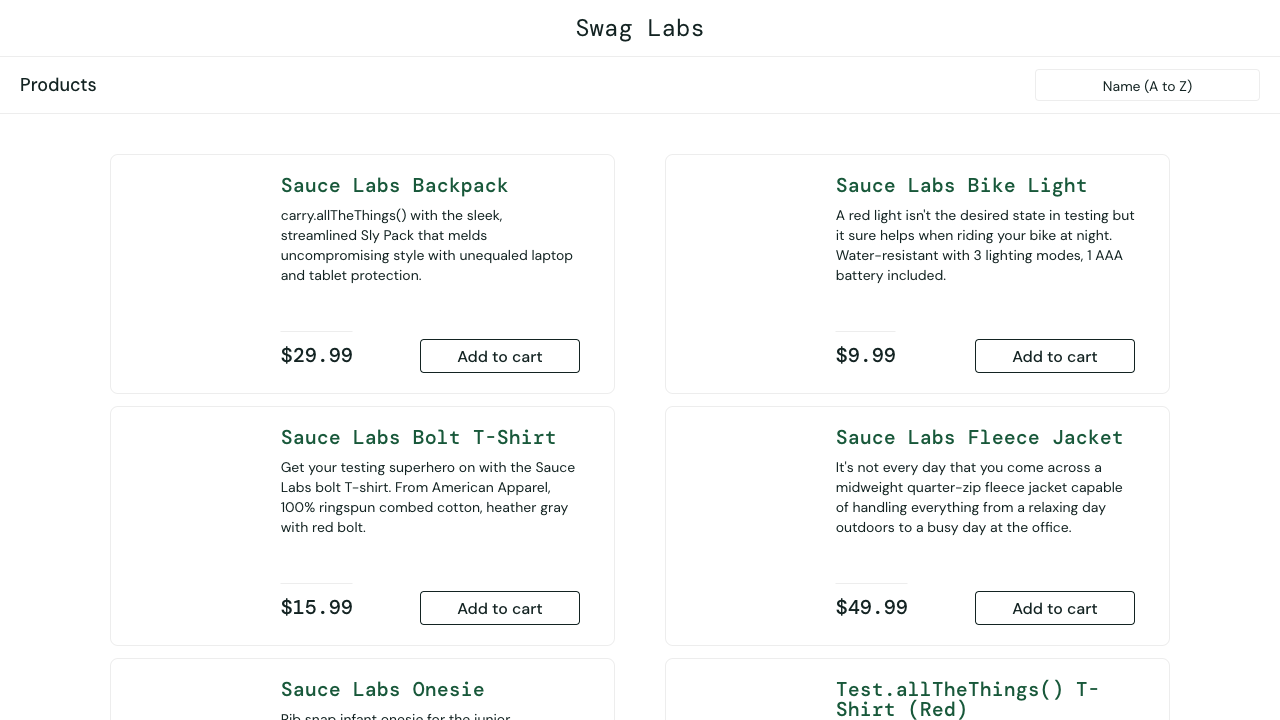 Swag Labs
Products
Name (A to Z)
Sauce Labs Backpack
carry.allTheThings() with the sleek,
streamlined Sly Pack that melds
uncompromising style with unequaled laptop
and tablet protection.
$29.99
Add to cart
Sauce Labs Bike Light
A red light isn't the desired state in testing but
it sure helps when riding your bike at night.
Water-resistant with 3 lighting modes, 1 AAA
battery included.
$9.99
Add to cart
Sauce Labs Bolt T-Shirt
Get your testing superhero on with the Sauce
Labs bolt T-shirt. From American Apparel,
100% ringspun combed cotton, heather gray
with red bolt.
$15.99
Add to cart
Sauce Labs Fleece Jacket
It's not every day that you come across a
midweight quarter-zip fleece jacket capable
of handling everything from a relaxing day
outdoors to a busy day at the office.
$49.99
Add to cart
Sauce Labs Onesie
Rib snap infant onesie for the junior
Test.allTheThings() T-
Shirt (Red)